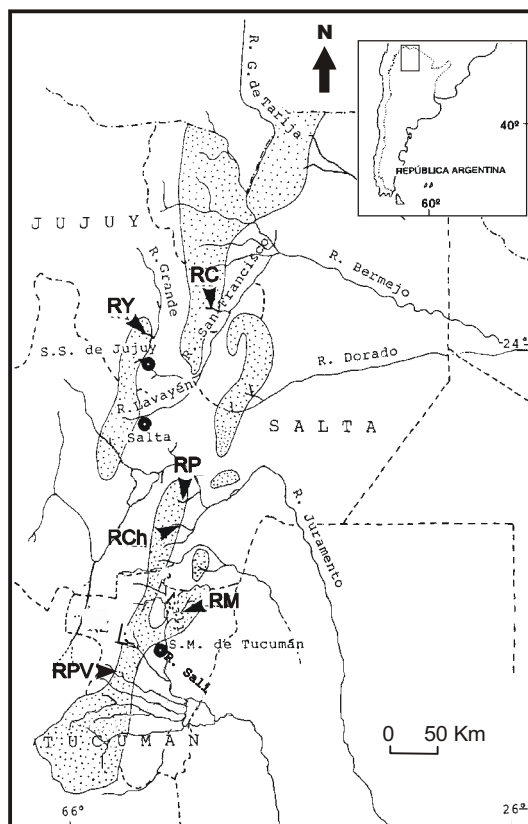 N
R. G. de Tarija
40º
REPÚBLICA ARGENTINA
60º
JUJUY
R. Grande
RC
R. San Francisco
R. Bermejo
RY
S.S. de Jujuy
24º
R. Dorado
R. Lavayén
Salta
SALTA
RP
R. Juramento
RCh
RM
S.M. de Tucumán
RPV
R. Salí
TUCUMÁN
0 50 Km
66º
26º